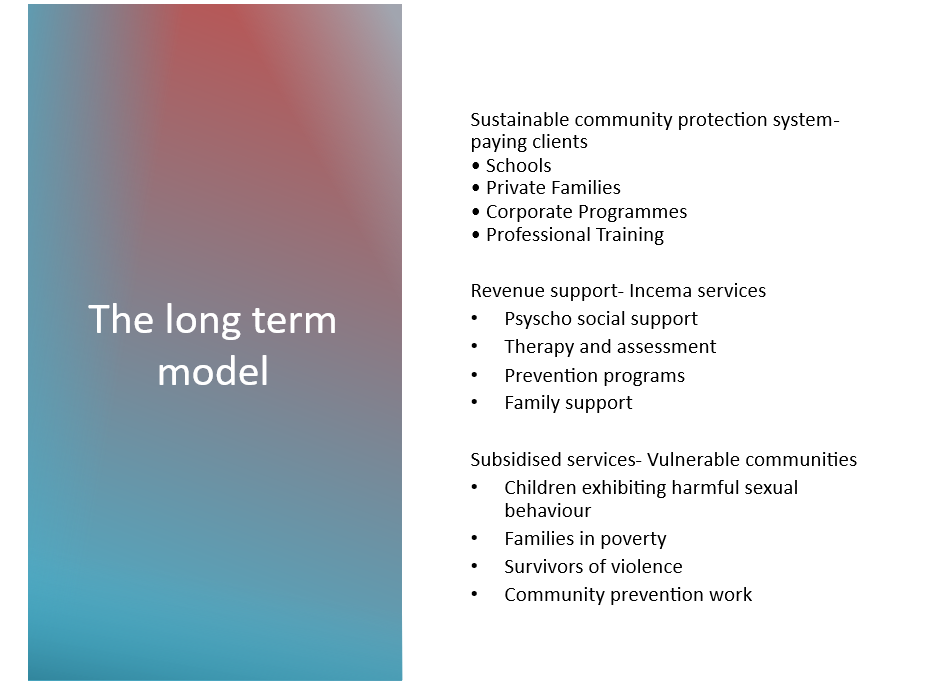 The long term
model
Sustainable community protection system-
paying clients
• Schools
• Private Families
• Corporate Programmes
• Professional Training
Revenue support- Incema services
• Psyscho social support
• Therapy and assessment
• Prevention programs
• Family support
Subsidised services- Vulnerable communities
• Children exhibiting harmful sexual
behaviour
• Families in poverty
• Survivors of violence
• Community prevention work